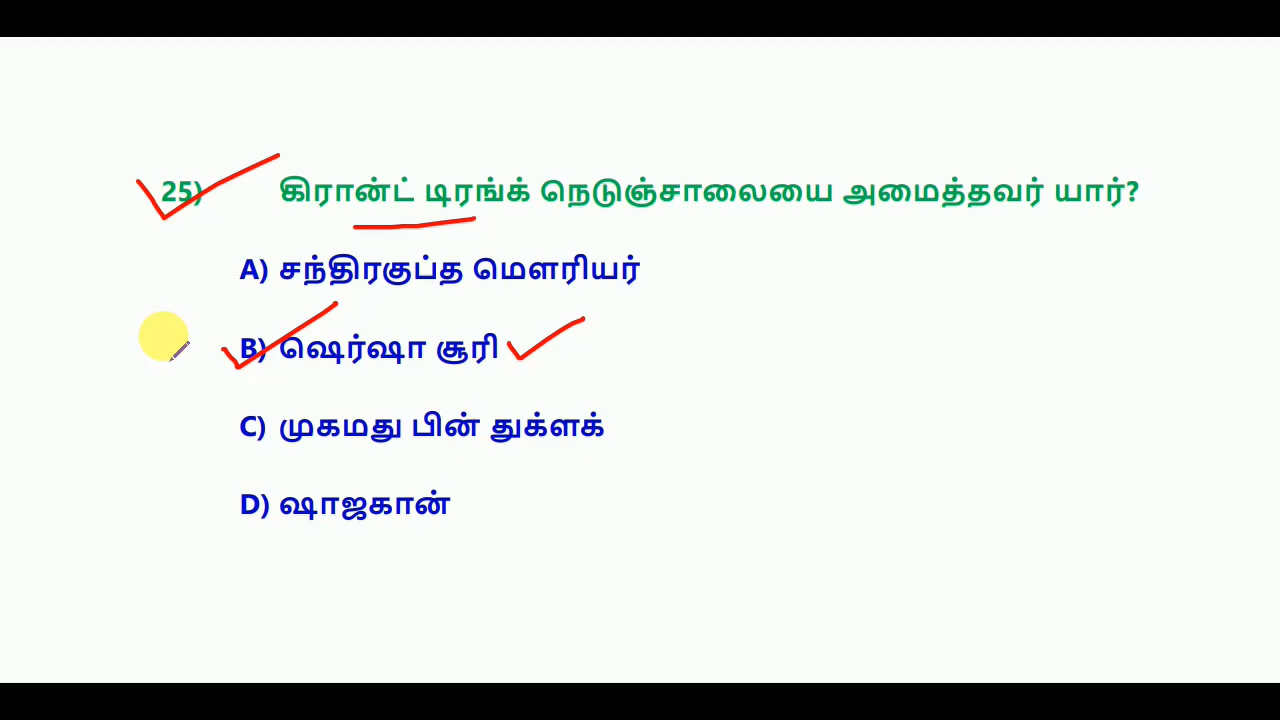 25) கிரான்ட் டிரங்க் நெடுஞ்சாலையை அமைத்தவர் யார்?
A) சந்திரகுப்த மௌரியர்
B) ஷெர்ஷா சூரி
C) முகமது பின் துக்ளக்
D) ஷாஜகான்